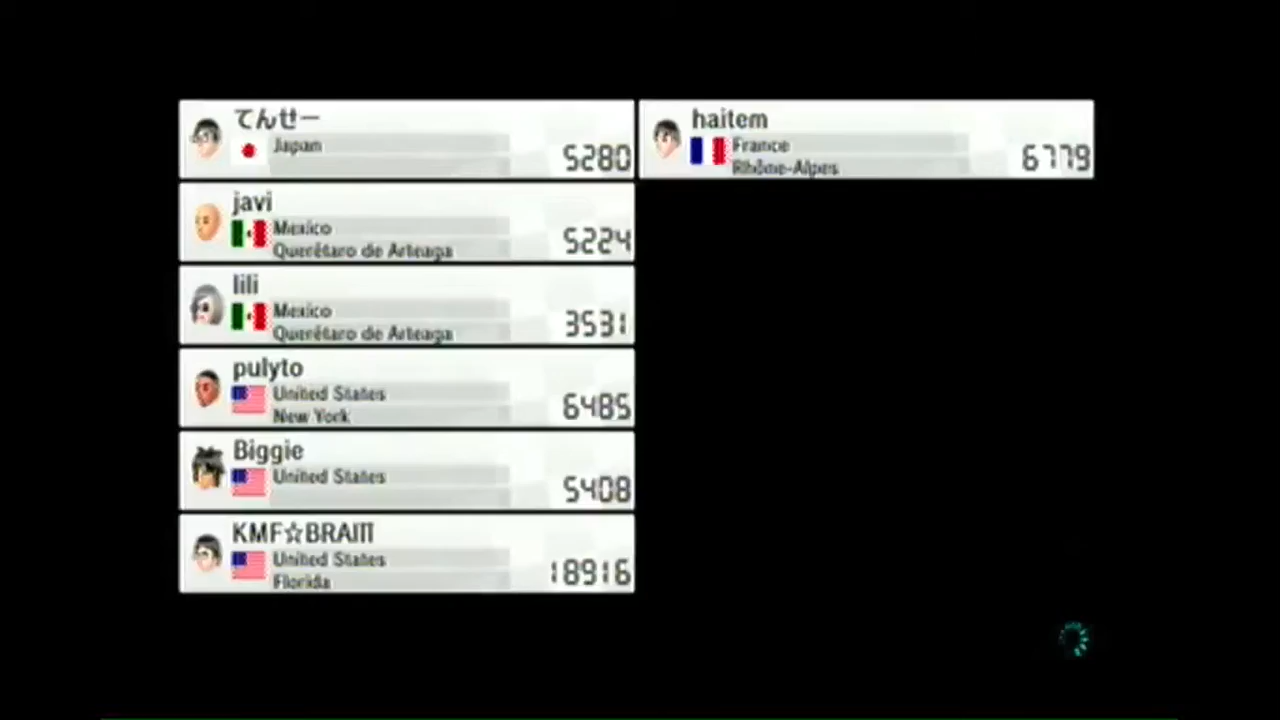 てんせー
Japan
5280
javi
Mexico
Querétaro de Arteaga
5224
lili
Mexico
Querétaro de Arteaga
3531
pulyto
United States
New York
6485
Biggie
United States
5408
KMF☆BRAIΠ
United States
Florida
18916
haitem
France
Rhône-Alpes
6779